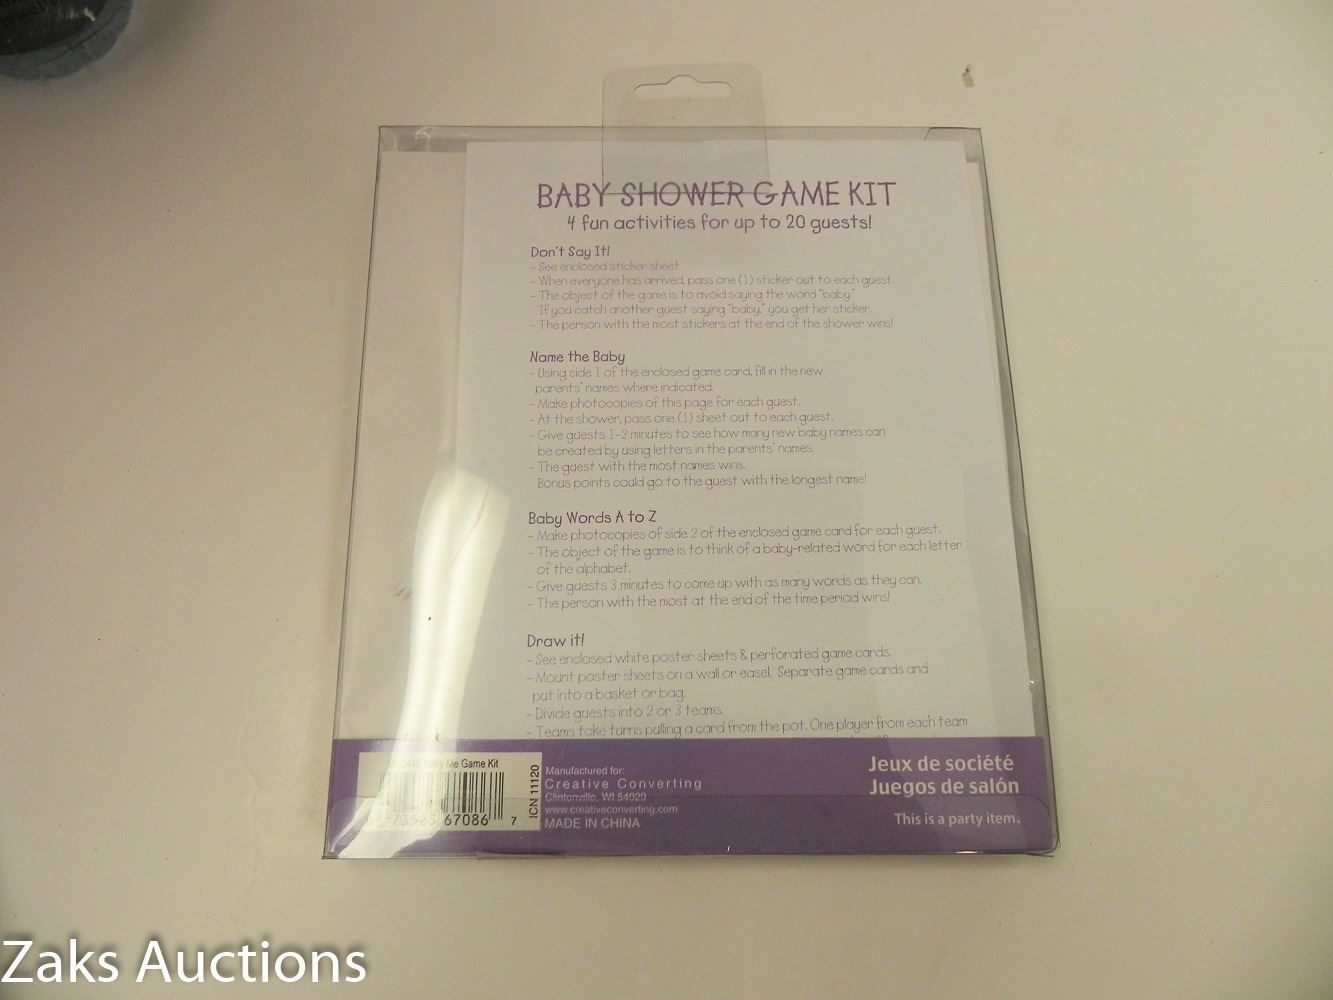 BABY SHOWER GAME KIT
4 fun activities for up to 20 guests!
Don't Say It!
- See enclosed sticker sheet
- When everyone has arrived, pass one (1) sticker out to each guest.
- The object of the game is to avoid saying the word "baby."
If you catch another guest saying "baby," you get her sticker.
- The person with the most stickers at the end of the shower wins!
Name the Baby
- Using side 1 of the enclosed game card, fill in the new
parents' names where indicated.
- Make photocopies of this page for each guest.
- At the shower, pass one (1) sheet out to each guest.
- Give guests 1-2 minutes to see how many new baby names can
be created by using letters in the parents' names.
- The guest with the most names wins.
Bonus points could go to the guest with the longest name!
Baby Words A to Z
- Make photocopies of side 2 of the enclosed game card for each guest.
- The object of the game is to think of a baby-related word for each letter
of the alphabet.
- Give guests 3 minutes to come up with as many words as they can.
- The person with the most at the end of the time period wins!
Draw it!
- See enclosed white poster sheets & perforated game cards.
- Mount poster sheets on a wall or easel. Separate game cards and
put into a basket or bag.
- Divide guests into 2 or 3 teams.
- Teams take turns pulling a card from the pot. One player from each team
Me Game Kit
67086 7
ICN 11120
Manufactured for:
Creative Converting
Clintonville, WI 54929
www.creativeconverting.com
MADE IN CHINA
Jeux de société
Juegos de salón
This is a party item.
Zaks Auctions